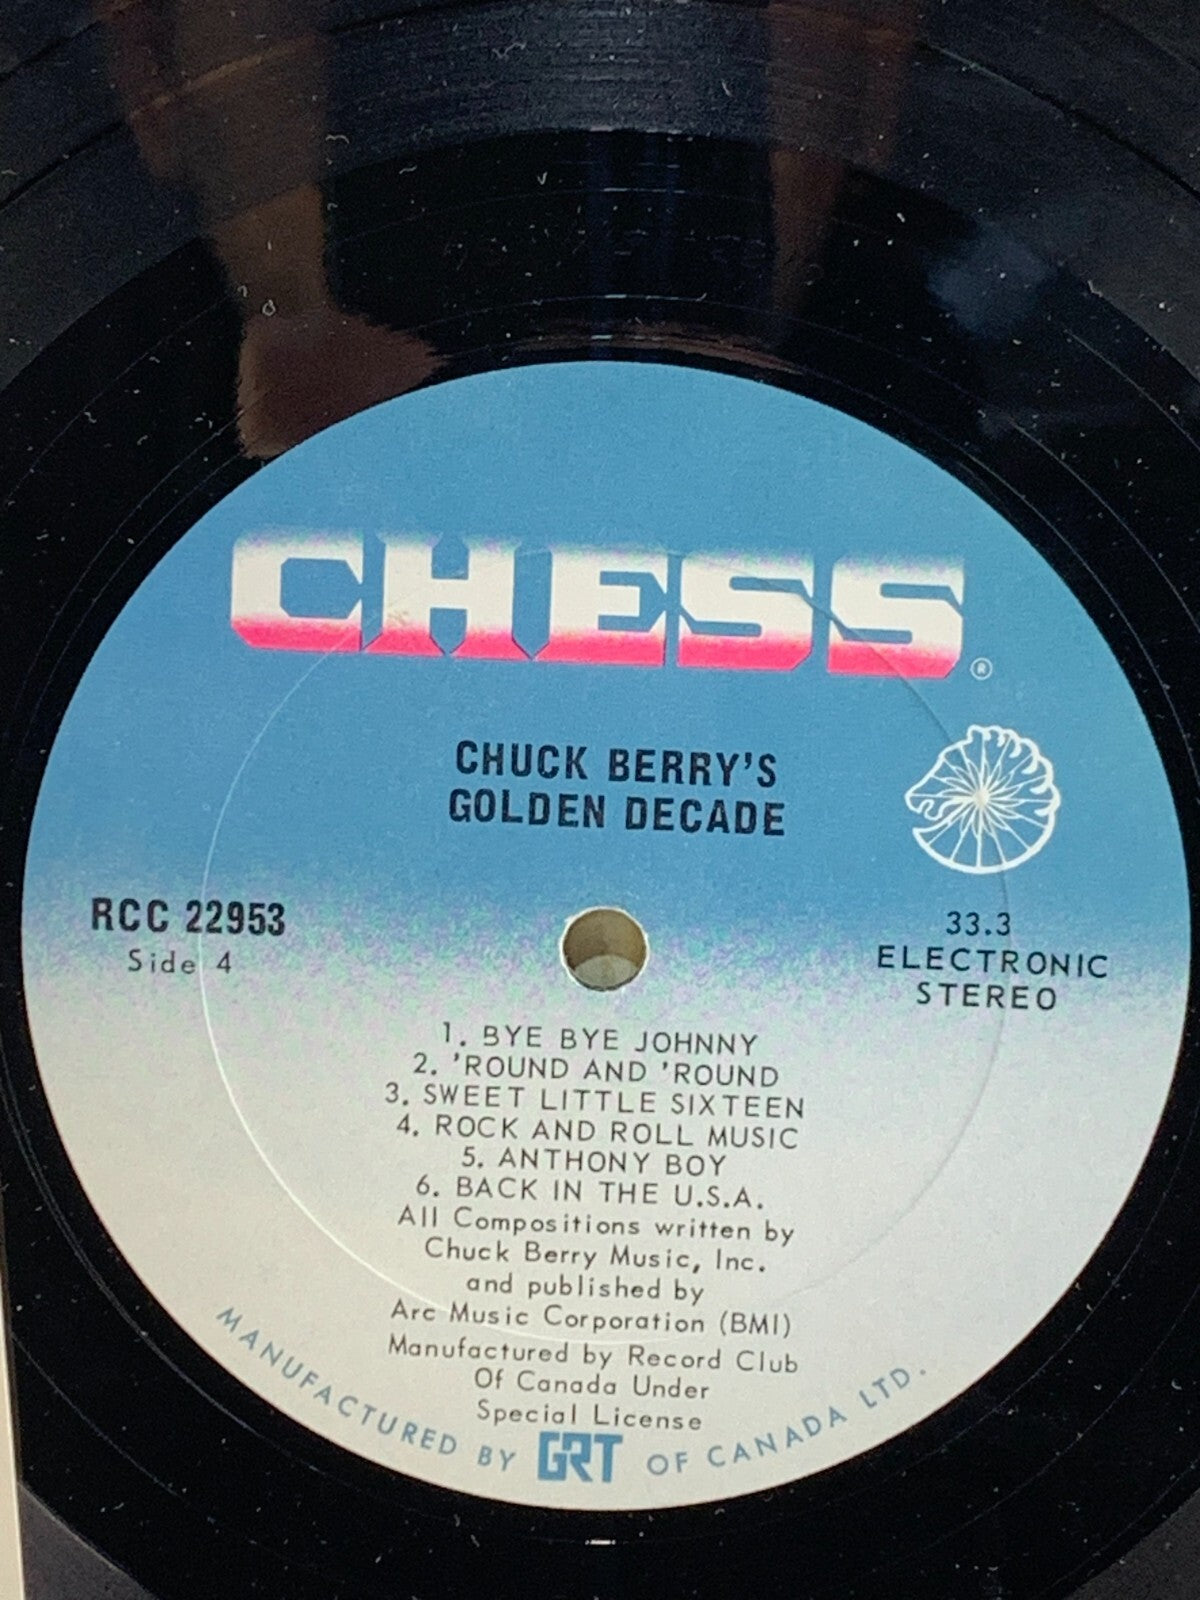 CHESS®
CHUCK BERRY'S
GOLDEN DECADE
RCC 22953
Side 4
33.3
ELECTRONIC
STEREO
1. BYE BYE JOHNNY
2. 'ROUND AND 'ROUND
3. SWEET LITTLE SIXTEEN
4. ROCK AND ROLL MUSIC
5. ANTHONY BOY
6. BACK IN THE U.S.A.
All Compositions written by
Chuck Berry Music, Inc.
and published by
Arc Music Corporation (BMI)
Manufactured by Record Club
Of Canada Under
Special License
MANUFACTURED BY GRT OF CANADA LTD.